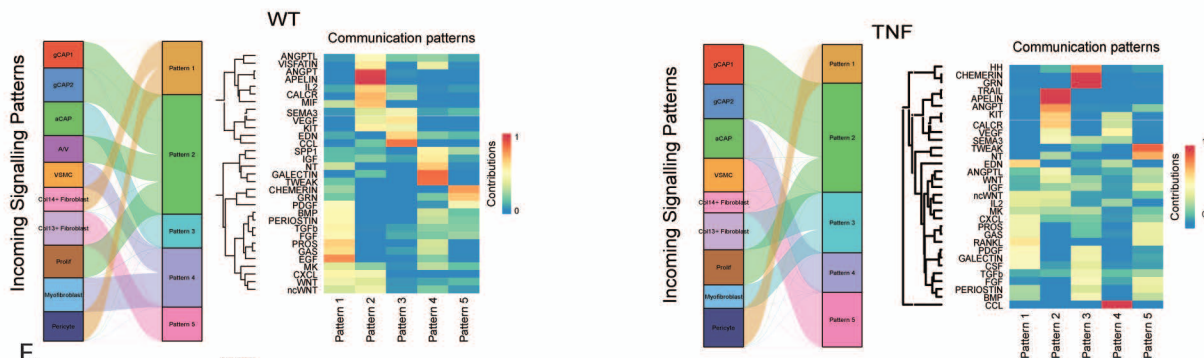 WT
Incoming Signalling Patterns
gCAP1
gCAP2
aCAP
A/V
VSMC
Col14+ Fibroblast
Col13+ Fibroblast
Prolif
Myofibroblast
Pericyte
Pattern 1
Pattern 2
Pattern 3
Pattern 4
Pattern 5
Communication patterns
ANGPTL
VISFATIN
ANGPT
APELIN
IL2
CALCR
MIF
SEMA3
VEGF
KIT
EDN
CCL
SPP1
IGF
NT
GALECTIN
TWEAK
CHEMERIN
GRN
PDGF
BMP
PERIOSTIN
TGFb
FGF
PROS
GAS
EGF
MK
CXCL
WNT
ncWNT
Pattern 1
Pattern 2
Pattern 3
Pattern 4
Pattern 5
Contributions
1
0
TNF
Incoming Signalling Patterns
gCAP1
gCAP2
aCAP
VSMC
Col14+ Fibroblast
Col13+ Fibroblast
Prolif
Myofibroblast
Pericyte
Pattern 1
Pattern 2
Pattern 3
Pattern 4
Pattern 5
Communication patterns
HH
CHEMERIN
GRN
TRAIL
APELIN
ANGPT
KIT
CALCR
VEGF
SEMA3
TWEAK
NT
EDN
ANGPTL
WNT
IGF
ncWNT
IL2
MK
CXCL
PROS
GAS
RANKL
PDGF
GALECTIN
CSF
TGFb
FGF
PERIOSTIN
BMP
CCL
Pattern 1
Pattern 2
Pattern 3
Pattern 4
Pattern 5
Contributions
1
0